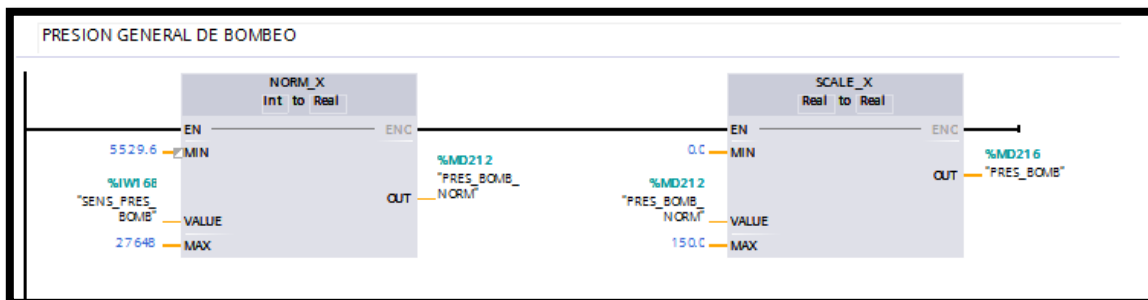 PRESION GENERAL DE BOMBEO
NORM_X
Int to Real
EN
ENC
5529.6
MIN
%IW168
"SENS_PRES_
BOMB"
VALUE
27648
MAX
OUT
%MD212
"PRES_BOMB_
NORM"
SCALE_X
Real to Real
EN
ENC
0.0
MIN
%MD212
"PRES_BOMB_
NORM"
VALUE
150.0
MAX
OUT
%MD216
"PRES_BOMB"